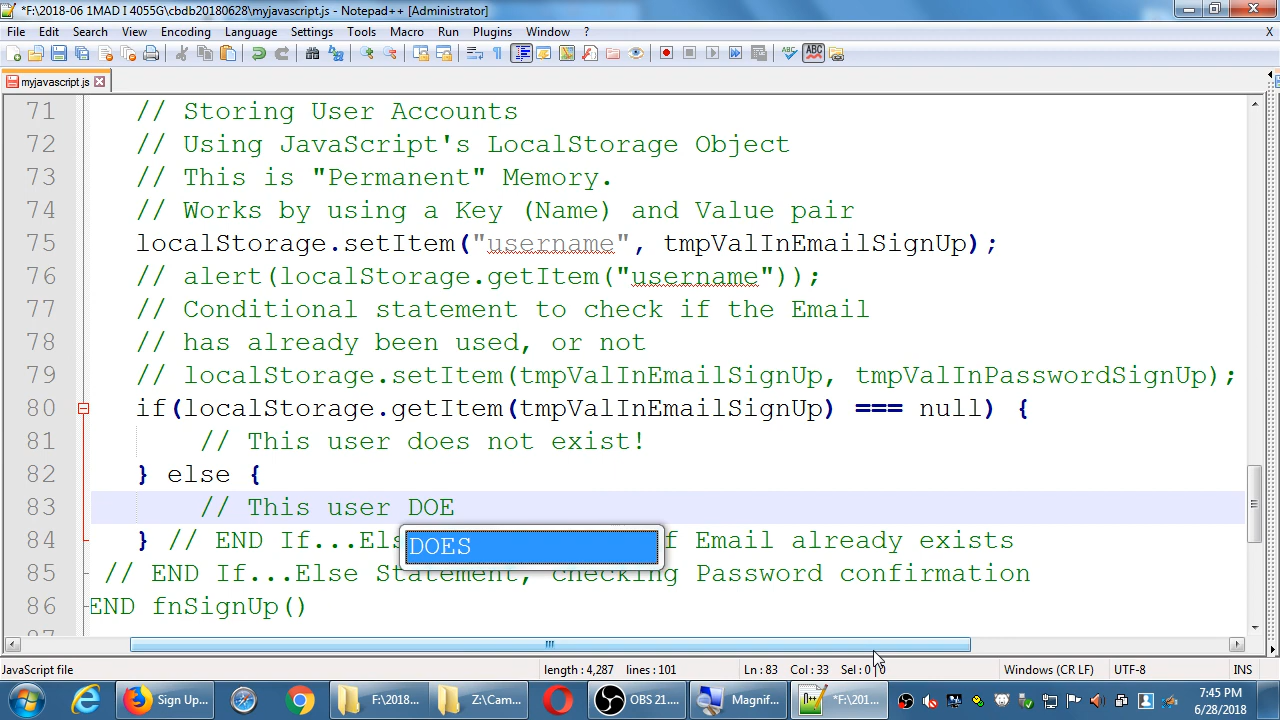 *F:\2018-06 1MAD I 4055G\cbdb20180628\myjavascript.js - Notepad++ [Administrator]
File Edit Search View Encoding Language Settings Tools Macro Run Plugins Window ? X
myjavascript.js
71 // Storing User Accounts
72 // Using JavaScript's LocalStorage Object
73 // This is "Permanent" Memory.
74 // Works by using a Key (Name) and Value pair
75 localStorage.setItem("username", tmpValInEmailSignUp);
76 // alert(localStorage.getItem("username"));
77 // Conditional statement to check if the Email
78 // has already been used, or not
79 // localStorage.setItem(tmpValInEmailSignUp, tmpValInPasswordSignUp);
80 if(localStorage.getItem(tmpValInEmailSignUp) === null) {
81 // This user does not exist!
82 } else {
83 // This user DOE
DOES
84 } // END If...Els f Email already exists
85 // END If...Else Statement, checking Password confirmation
86 END fnSignUp()
JavaScript file length : 4,287 lines : 101 Ln : 83 Col : 33 Sel : 0 | 0 Windows (CR LF) UTF-8 INS
Sign Up... F:\2018... Z:\Cam... OBS 21.... Magnif... *F:\201... 7:45 PM
6/28/2018